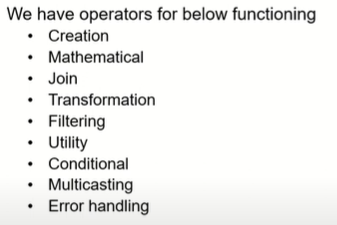 We have operators for below functioning
• Creation
• Mathematical
• Join
• Transformation
• Filtering
• Utility
• Conditional
• Multicasting
• Error handling